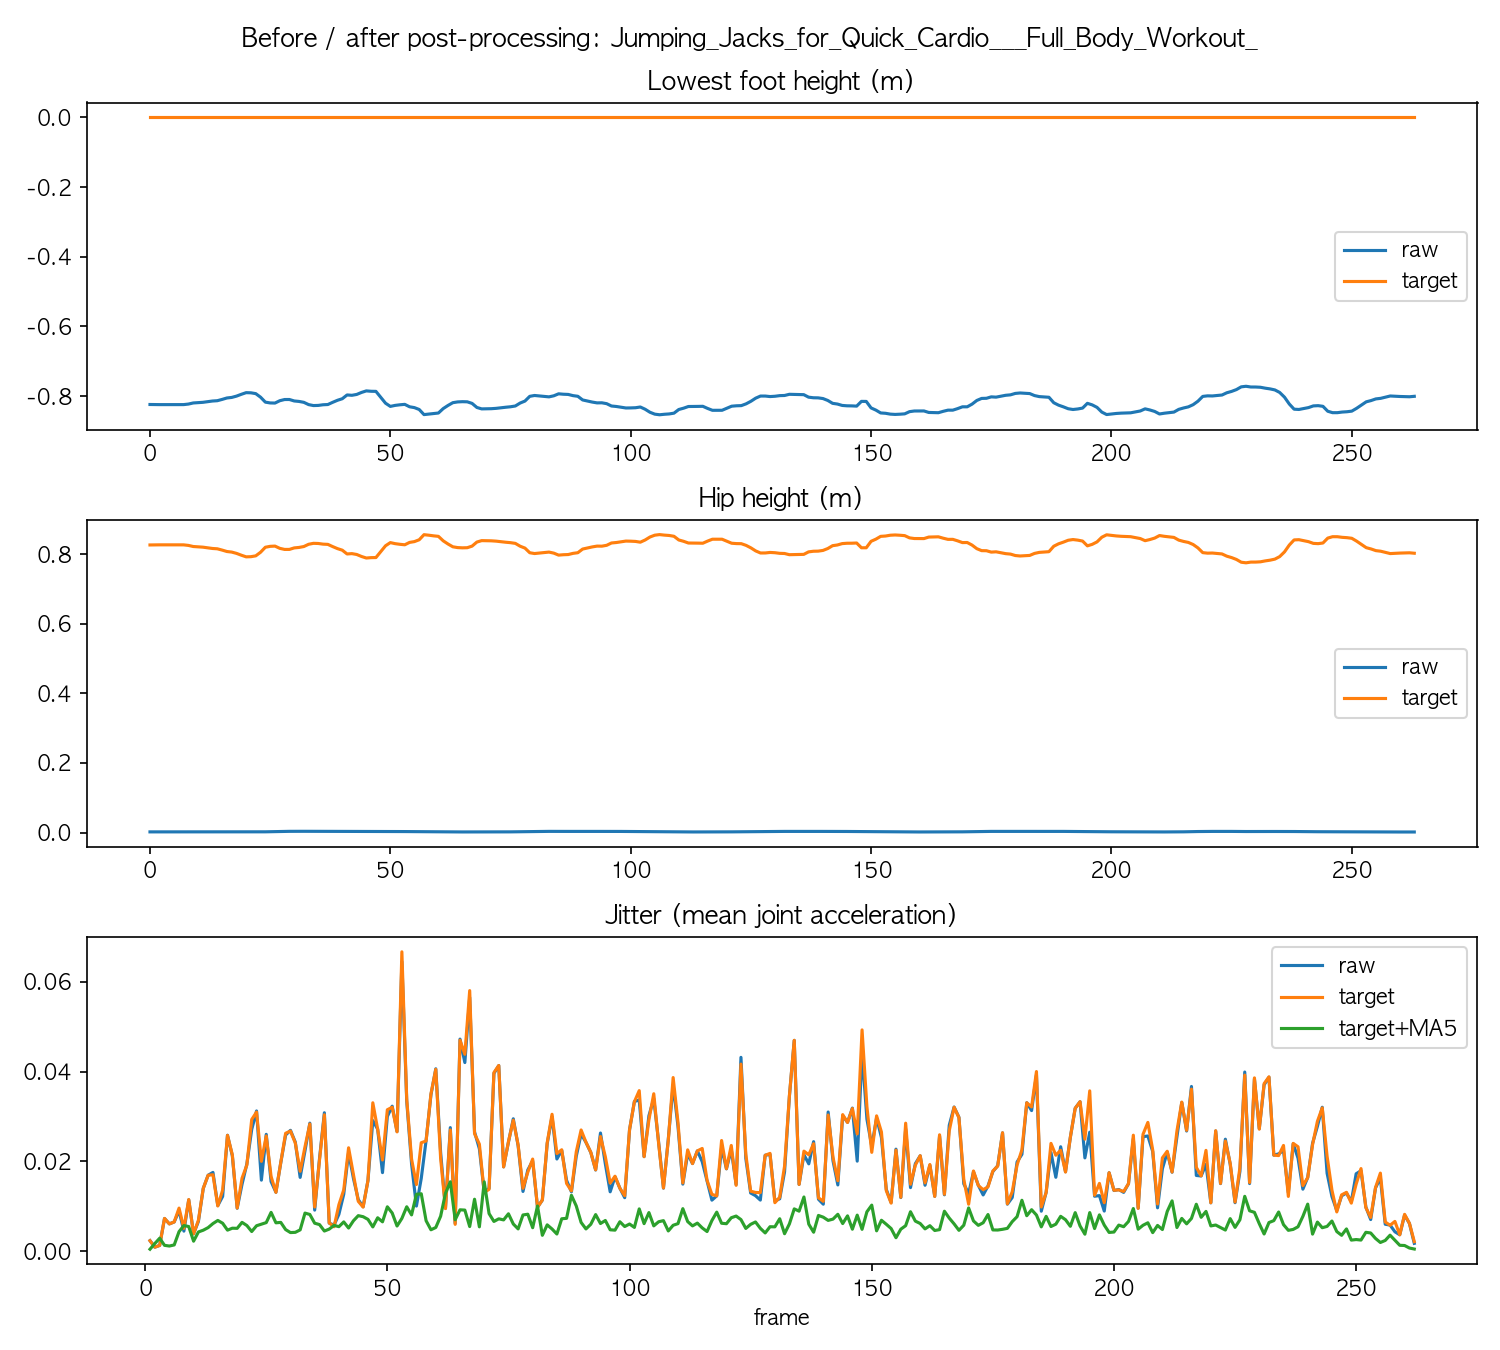 Before / after post-processing: Jumping_Jacks_for_Quick_Cardio___Full_Body_Workout_
Lowest foot height (m)
0.0
-0.2
-0.4
-0.6
-0.8
raw
target
0 50 100 150 200 250
Hip height (m)
0.8
0.6
0.4
0.2
0.0
raw
target
0 50 100 150 200 250
Jitter (mean joint acceleration)
0.06
0.04
0.02
0.00
raw
target
target+MA5
0 50 100 150 200 250
frame